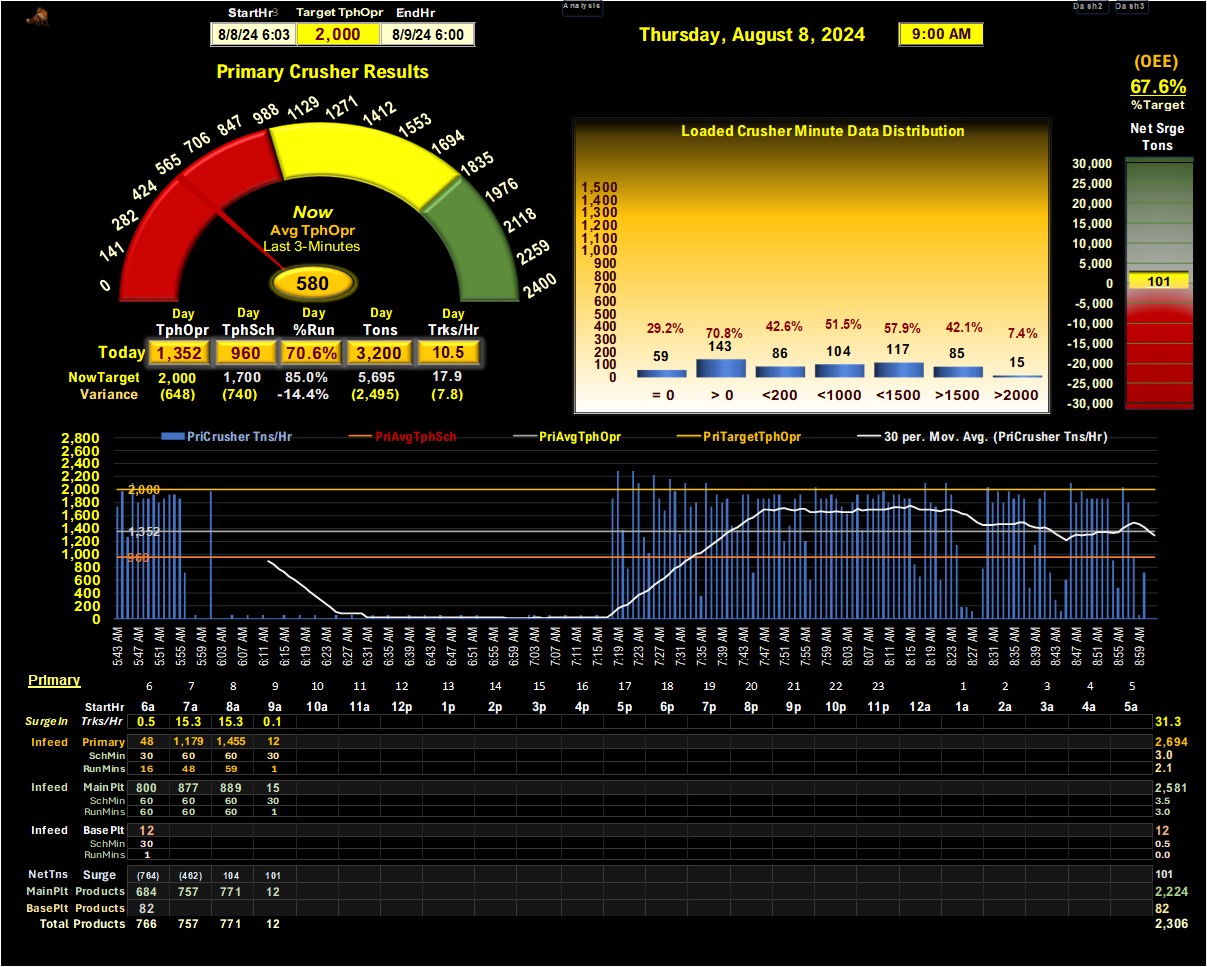 StartHr3 Target TphOpr EndHr
Analysis
Dash2 Dash3
8/8/24 6:03 2,000 8/9/24 6:00
Thursday, August 8, 2024 9:00 AM
Primary Crusher Results
(OEE)
67.6%
%Target
Net Srge
Tons
0 141 282 424 565 706 847 988 1129 1271 1412 1553 1694 1835 1976 2118 2259 2400
Now
Avg TphOpr
Last 3-Minutes
580
Day Day Day Day Day
TphOpr TphSch %Run Tons Trks/Hr
Today 1,352 960 70.6% 3,200 10.5
NowTarget 2,000 1,700 85.0% 5,695 17.9
Variance (648) (740) -14.4% (2,495) (7.8)
Loaded Crusher Minute Data Distribution
1,500
1,400
1,300
1,200
1,100
1,000
900
800
700
600
500
400
300
200
100
0
29.2% 70.8% 42.6% 51.5% 57.9% 42.1% 7.4%
59 143 86 104 117 85 15
= 0 > 0 <200 <1000 <1500 >1500 >2000
30,000
25,000
20,000
15,000
10,000
5,000
0
-5,000
-10,000
-15,000
-20,000
-25,000
-30,000
101
PriCrusher Tns/Hr PriAvgTphSch PriAvgTphOpr PriTargetTphOpr 30 per. Mov. Avg. (PriCrusher Tns/Hr)
2,800
2,600
2,400
2,200
2,000
1,800
1,600
1,400
1,200
1,000
800
600
400
200
0
2,000
1,352
960
5:43 AM 5:47 AM 5:51 AM 5:55 AM 5:59 AM 6:03 AM 6:07 AM 6:11 AM 6:15 AM 6:19 AM 6:23 AM 6:27 AM 6:31 AM 6:35 AM 6:39 AM 6:43 AM 6:47 AM 6:51 AM 6:55 AM 6:59 AM 7:03 AM 7:07 AM 7:11 AM 7:15 AM 7:19 AM 7:23 AM 7:27 AM 7:31 AM 7:35 AM 7:39 AM 7:43 AM 7:47 AM 7:51 AM 7:55 AM 7:59 AM 8:03 AM 8:07 AM 8:11 AM 8:15 AM 8:19 AM 8:23 AM 8:27 AM 8:31 AM 8:35 AM 8:39 AM 8:43 AM 8:47 AM 8:51 AM 8:55 AM 8:59 AM
Primary
6 7 8 9 10 11 12 13 14 15 16 17 18 19 20 21 22 23 1 2 3 4 5
StartHr 6a 7a 8a 9a 10a 11a 12p 1p 2p 3p 4p 5p 6p 7p 8p 9p 10p 11p 12a 1a 2a 3a 4a 5a
SurgeIn Trks/Hr 0.5 15.3 15.3 0.1 31.3
Infeed Primary 48 1,179 1,455 12 2,694
SchMin 30 60 60 30 3.0
RunMins 16 48 59 1 2.1
Infeed Main Plt 800 877 889 15 2,581
SchMin 60 60 60 30 3.5
RunMins 60 60 60 1 3.0
Infeed Base Plt 12 12
SchMin 30 0.5
RunMins 1 0.0
NetTns Surge (764) (462) 104 101 101
MainPlt Products 684 757 771 12 2,224
BasePlt Products 82 82
Total Products 766 757 771 12 2,306